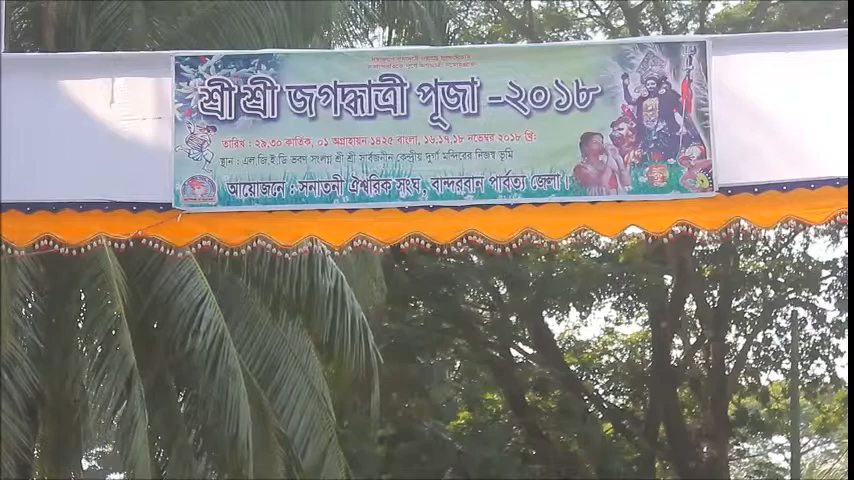 শ্রী শ্রী জগদ্ধাত্রী পূজা -২০১৮
তারিখ : ২৯,৩০ কার্তিক, ০১ অগ্রহায়ন ১৪২৫ বাংলা, ১৬,১৭,১৮ নভেম্বর ২০১৮ খ্রি:
স্থান : এল.জি.ই.ডি ভবণ সংলগ্ন শ্রী শ্রী সার্বজনীন কেন্দ্রীয় দুর্গা মন্দিরের নিজস্ব ভূমি
আয়োজনে : সনাতনী ঐশ্বরিক সংঘ, বান্দরবান পার্বত্য জেলা।